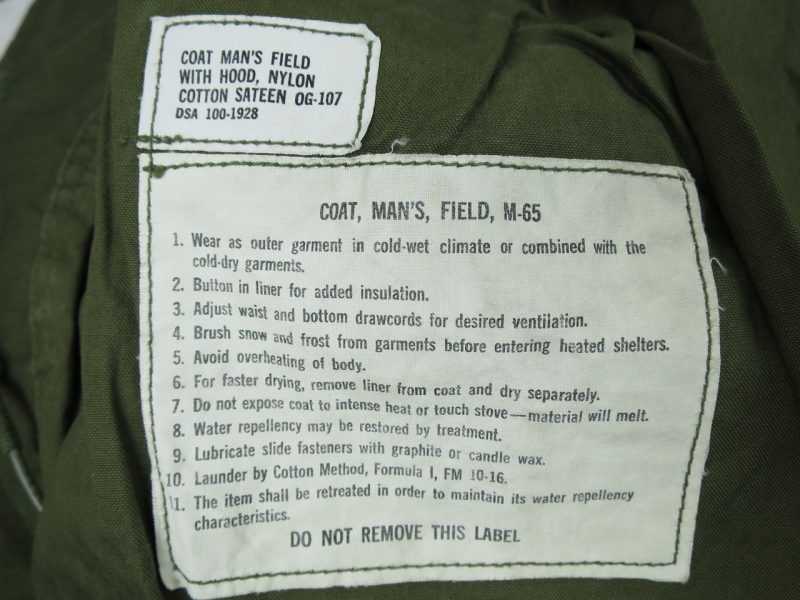 COAT MAN'S FIELD
WITH HOOD, NYLON
COTTON SATEEN OG-107
DSA 100-1928
COAT, MAN'S, FIELD, M-65
1. Wear as outer garment in cold-wet climate or combined with the
cold-dry garments.
2. Button in liner for added insulation.
3. Adjust waist and bottom drawcords for desired ventilation.
4. Brush snow and frost from garments before entering heated shelters.
5. Avoid overheating of body.
6. For faster drying, remove liner from coat and dry separately.
7. Do not expose coat to intense heat or touch stove—material will melt.
8. Water repellency may be restored by treatment.
9. Lubricate slide fasteners with graphite or candle wax.
10. Launder by Cotton Method, Formula I, FM 10-16.
11. The item shall be retreated in order to maintain its water repellency
characteristics.
DO NOT REMOVE THIS LABEL